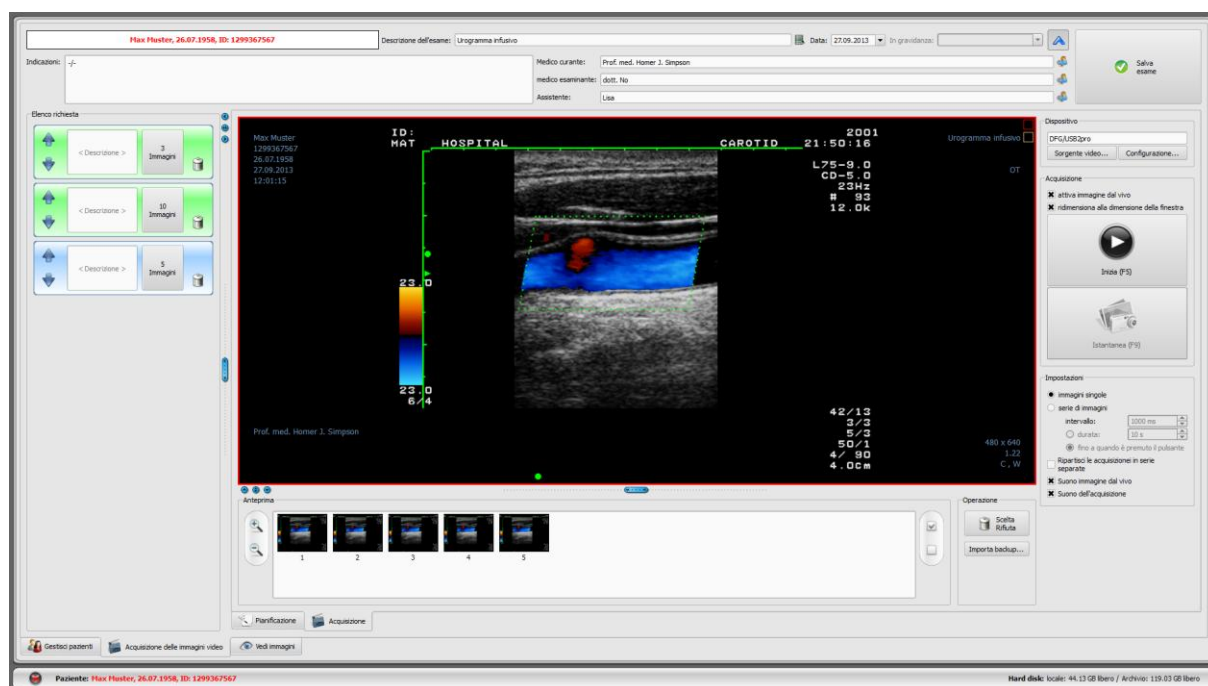 Max Muster, 26.07.1958, ID: 1299367567
Descrizione dell'esame: Urogramma infusivo
Data: 27.09.2013
In gravidanza:
Salva esame
Indicazioni: -/-
Medico curante: Prof. med. Homer J. Simpson
medico esaminante: dott. No
Assistente: Lisa
Elenco richiesta
< Descrizione >
3 Immagini
< Descrizione >
10 Immagini
< Descrizione >
5 Immagini
Max Muster
1299367567
26.07.1958
27.09.2013
12:01:15
ID:
MAT HOSPITAL
2001
CAROTID 21:50:16
L75-9.0
CD-5.0
23Hz
# 93
12.0k
Urogramma infusivo
OT
23.0
23.0
6/4
42/13
3/3
5/3
50/1
4/ 90
4.0cm
Prof. med. Homer J. Simpson
480 x 640
1.22
C, W
Dispositivo
DFG/USB2pro
Sorgente video...
Configurazione...
Acquisizione
attiva immagine dal vivo
ridimensiona alla dimensione della finestra
Inizia (F5)
Istantanea (F9)
Impostazioni
immagini singole
serie di immagini
intervallo: 1000 ms
durata: 10 s
fino a quando è premuto il pulsante
Ripartisci le acquisizionei in serie
separate
Suono immagine dal vivo
Suono dell'acquisizione
Anteprima
1 2 3 4 5
Operazione
Scelta
Rifiuta
Importa backup...
Pianificazione
Acquisizione
Gestisci pazienti
Acquisizione delle immagini video
Vedi immagini
Paziente: Max Muster, 26.07.1958, ID: 1299367567
Hard disk: locale: 44.13 GB libero / Archivio: 119.03 GB libero